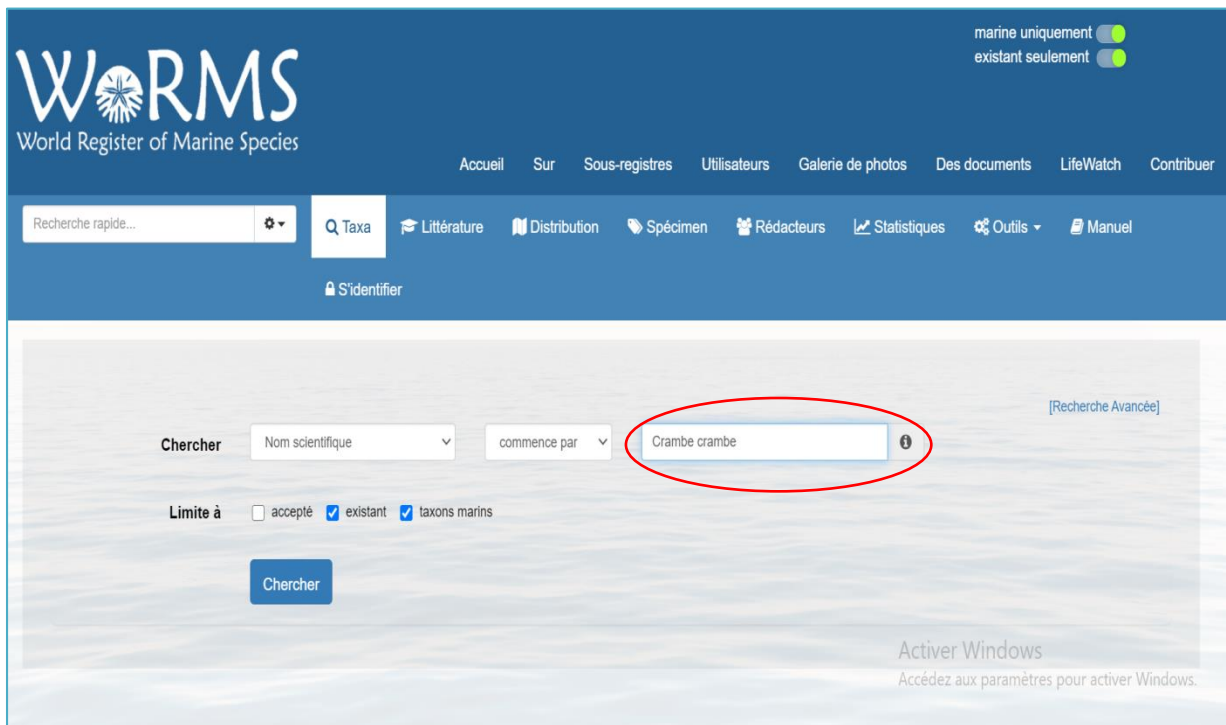 marine uniquement
existant seulement
WoRMS
World Register of Marine Species
Accueil Sur Sous-registres Utilisateurs Galerie de photos Des documents LifeWatch Contribuer
Recherche rapide... Taxa Littérature Distribution Spécimen Rédacteurs Statistiques Outils Manuel
S'identifier
[Recherche Avancée]
Chercher Nom scientifique commence par Crambe crambe
Limite à accepté existant taxons marins
Chercher
Activer Windows
Accédez aux paramètres pour activer Windows.